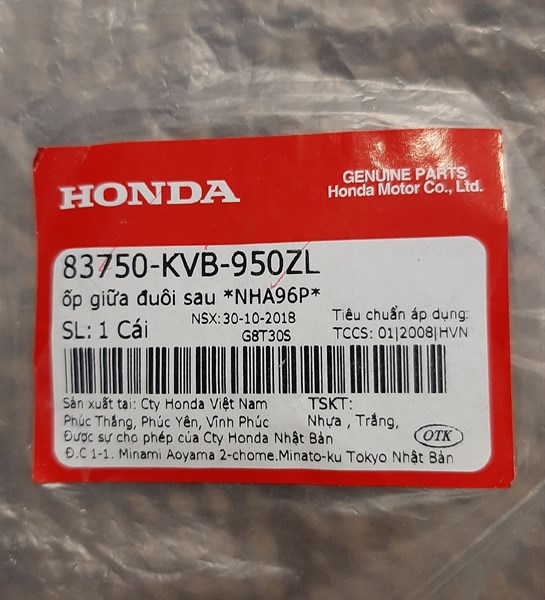 HONDA
GENUINE PARTS
Honda Motor Co., Ltd.
83750-KVB-950ZL
ốp giữa đuôi sau *NHA96P*
SL: 1 Cái
NSX: 30-10-2018
G8T30S
Tiêu chuẩn áp dụng:
TCCS: 01|2008|HVN
Sản xuất tại: Cty Honda Việt Nam
Phúc Thắng, Phúc Yên, Vĩnh Phúc
Được sự cho phép của Cty Honda Nhật Bản
Đ.C 1-1. Minami Aoyama 2-chome.Minato-ku Tokyo Nhật Bản
TSKT:
Nhựa , Trắng,
OTK